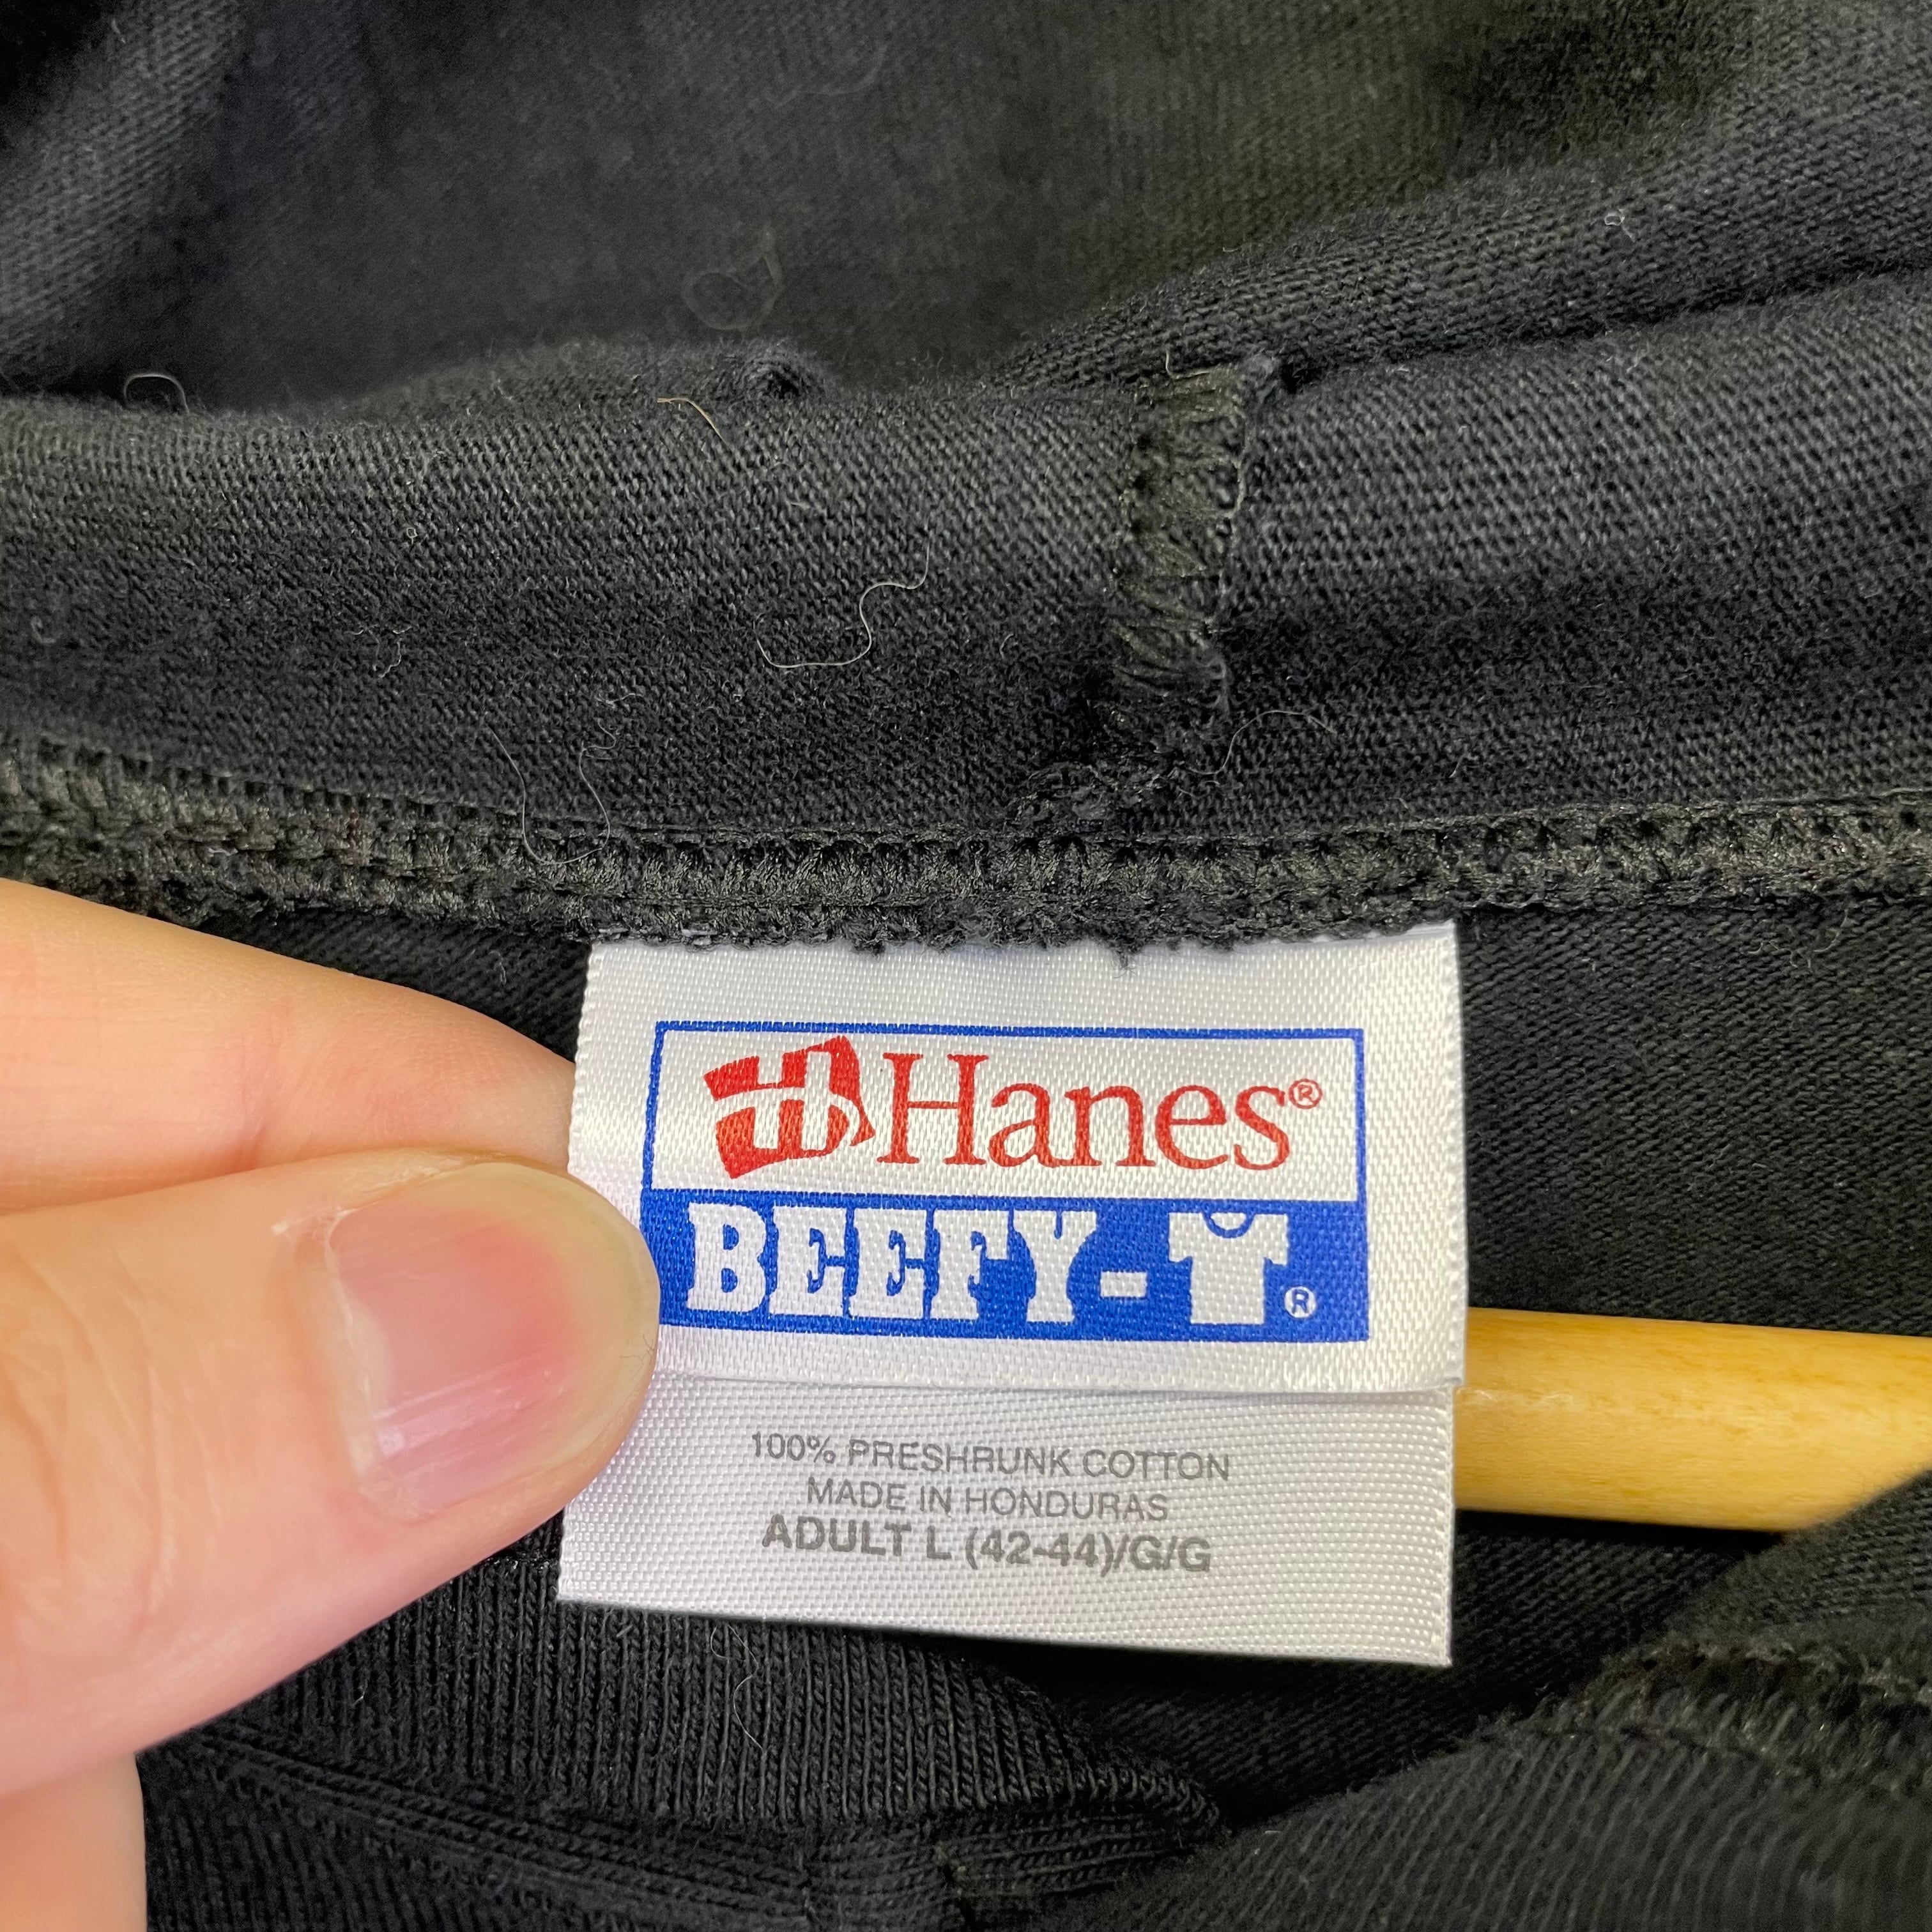 Hanes®
BEEFY-T®
100% PRESHRUNK COTTON
MADE IN HONDURAS
ADULT L (42-44)/G/G